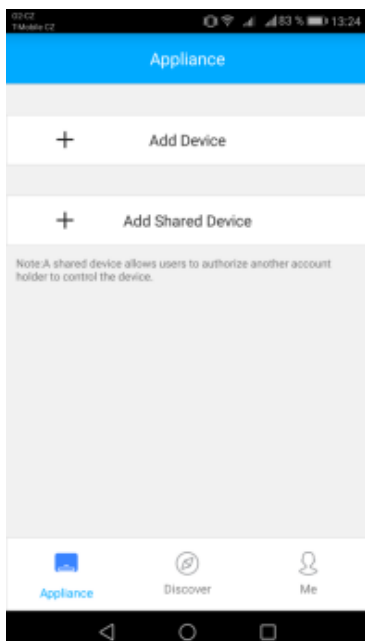 O2-CZ
T-Mobile CZ
83 % 13:24
Appliance
Add Device
Add Shared Device
Note:A shared device allows users to authorize another account
holder to control the device.
Appliance
Discover
Me